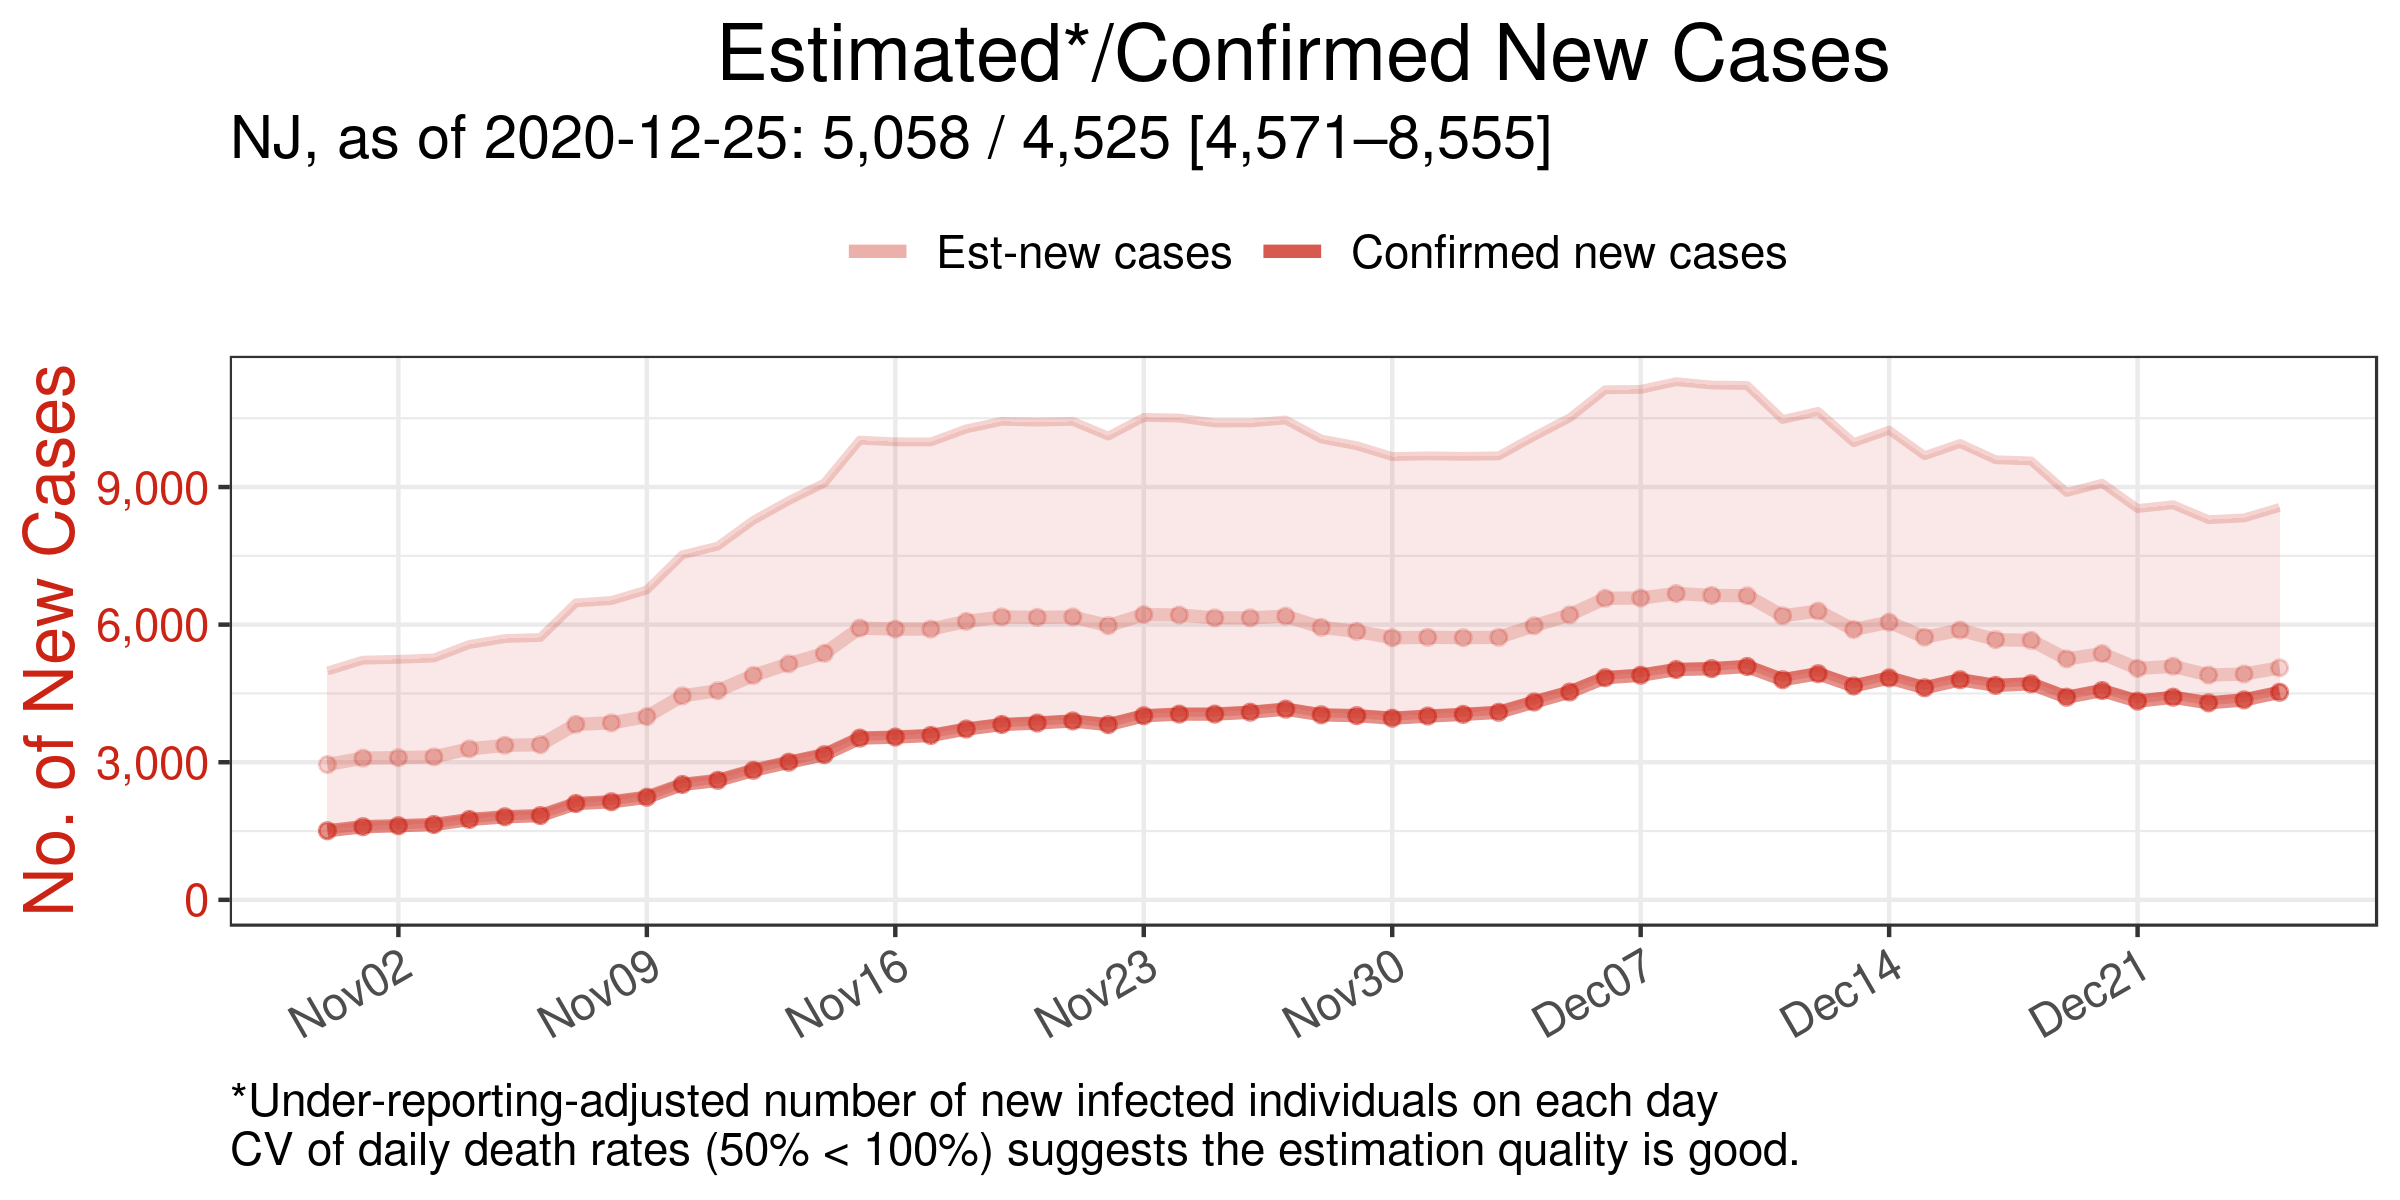 Estimated*/Confirmed New Cases
NJ, as of 2020-12-25: 5,058 / 4,525 [4,571–8,555]
Est-new cases
Confirmed new cases
No. of New Cases
9,000
6,000
3,000
0
Nov02
Nov09
Nov16
Nov23
Nov30
Dec07
Dec14
Dec21
*Under-reporting-adjusted number of new infected individuals on each day
CV of daily death rates (50% < 100%) suggests the estimation quality is good.